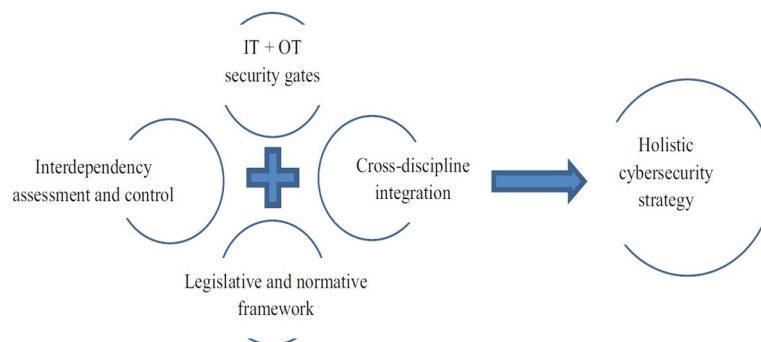 IT + OT
security gates
Interdependency
assessment and control
Cross-discipline
integration
Legislative and normative
framework
Holistic
cybersecurity
strategy